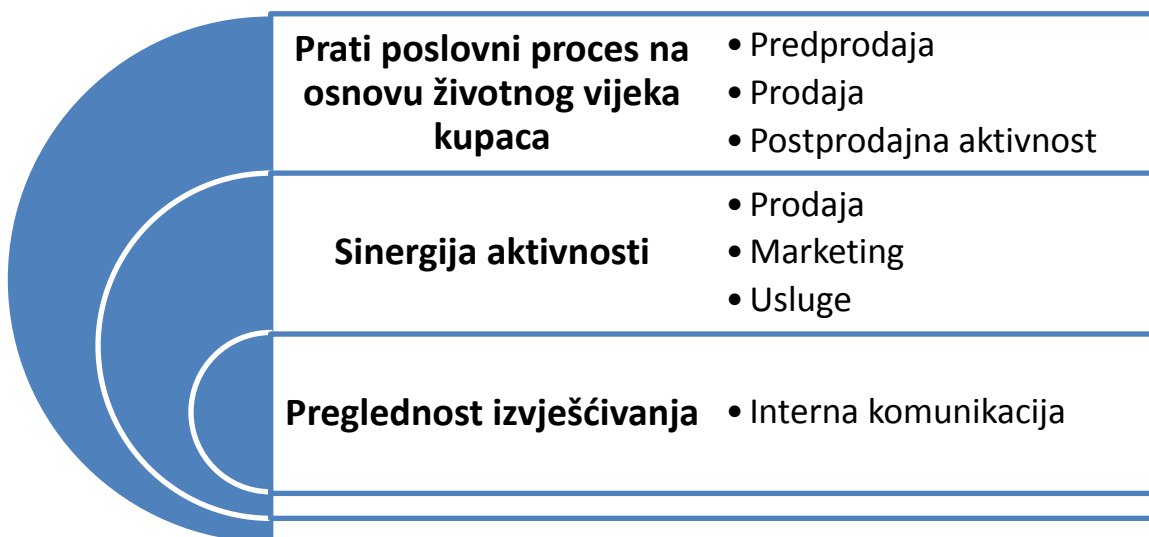 Prati poslovni proces na
osnovu životnog vijeka
kupaca
• Predprodaja
• Prodaja
• Postprodajna aktivnost
Sinergija aktivnosti
• Prodaja
• Marketing
• Usluge
Preglednost izvješćivanja
• Interna komunikacija